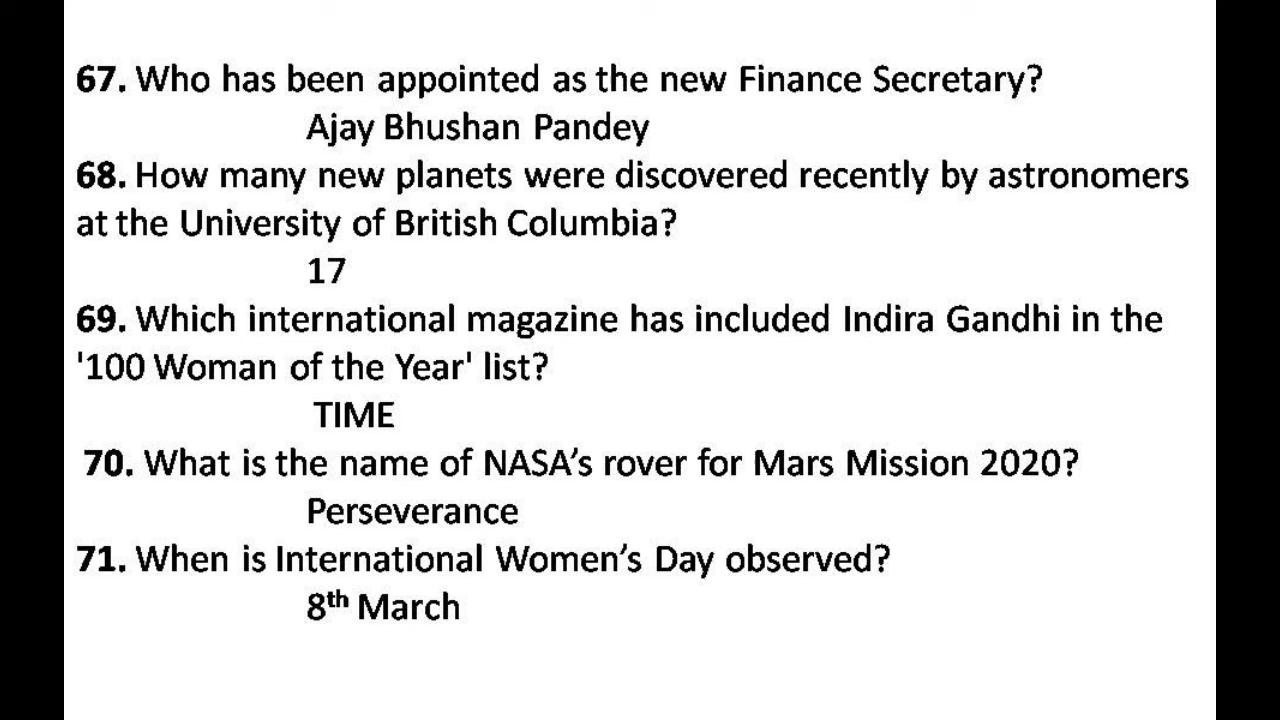 67. Who has been appointed as the new Finance Secretary?
Ajay Bhushan Pandey
68. How many new planets were discovered recently by astronomers
at the University of British Columbia?
17
69. Which international magazine has included Indira Gandhi in the
'100 Woman of the Year' list?
TIME
70. What is the name of NASA’s rover for Mars Mission 2020?
Perseverance
71. When is International Women’s Day observed?
8th March